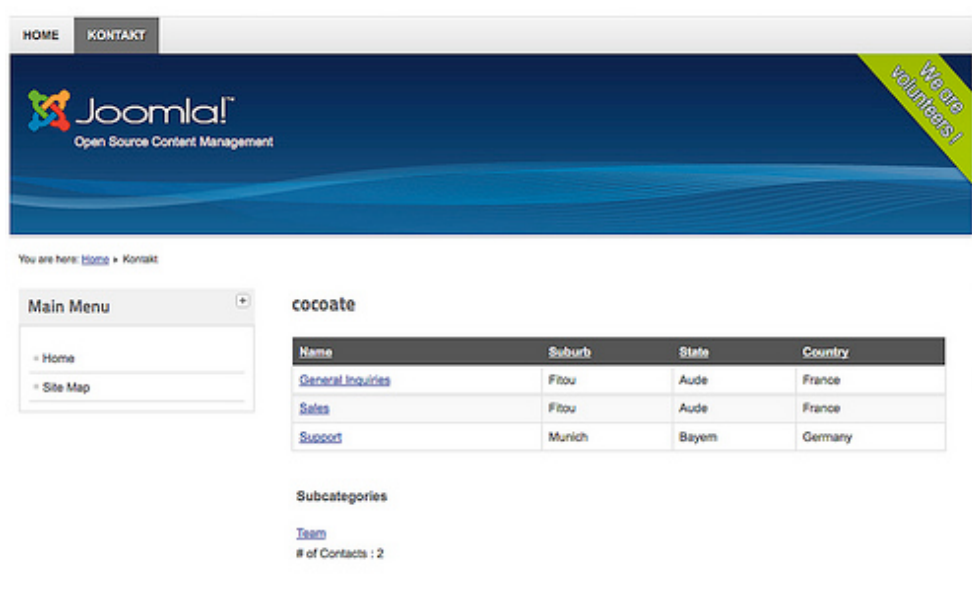 HOME KONTAKT
Joomla!™
Open Source Content Management
We are
volunteers !
You are here: Home ▸ Kontakt
Main Menu
Home
Site Map
cocoate
Name Suburb State Country
General Inquiries Fitou Aude France
Sales Fitou Aude France
Support Munich Bayern Germany
Subcategories
Team
# of Contacts : 2